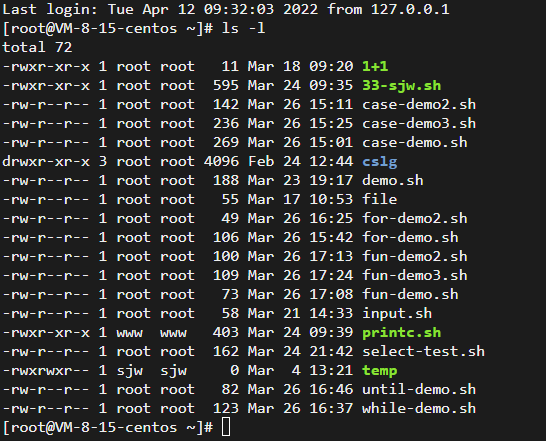 Last login: Tue Apr 12 09:32:03 2022 from 127.0.0.1
[root@VM-8-15-centos ~]# ls -l
total 72
-rwxr-xr-x 1 root root   11 Mar 18 09:20 1+1
-rwxr-xr-x 1 root root  595 Mar 24 09:35 33-sjw.sh
-rw-r--r-- 1 root root  142 Mar 26 15:11 case-demo2.sh
-rw-r--r-- 1 root root  236 Mar 26 15:25 case-demo3.sh
-rw-r--r-- 1 root root  269 Mar 26 15:01 case-demo.sh
drwxr-xr-x 3 root root 4096 Feb 24 12:44 cslg
-rw-r--r-- 1 root root  188 Mar 23 19:17 demo.sh
-rw-r--r-- 1 root root   55 Mar 17 10:53 file
-rw-r--r-- 1 root root   49 Mar 26 16:25 for-demo2.sh
-rw-r--r-- 1 root root  106 Mar 26 15:42 for-demo.sh
-rw-r--r-- 1 root root  100 Mar 26 17:13 fun-demo2.sh
-rw-r--r-- 1 root root  109 Mar 26 17:24 fun-demo3.sh
-rw-r--r-- 1 root root   73 Mar 26 17:08 fun-demo.sh
-rw-r--r-- 1 root root   58 Mar 21 14:33 input.sh
-rwxr-xr-x 1 www  www   403 Mar 24 09:39 printc.sh
-rw-r--r-- 1 root root  162 Mar 24 21:42 select-test.sh
-rwxrwxr-- 1 sjw  sjw     0 Mar  4 13:21 temp
-rw-r--r-- 1 root root   82 Mar 26 16:46 until-demo.sh
-rw-r--r-- 1 root root  123 Mar 26 16:37 while-demo.sh
[root@VM-8-15-centos ~]#